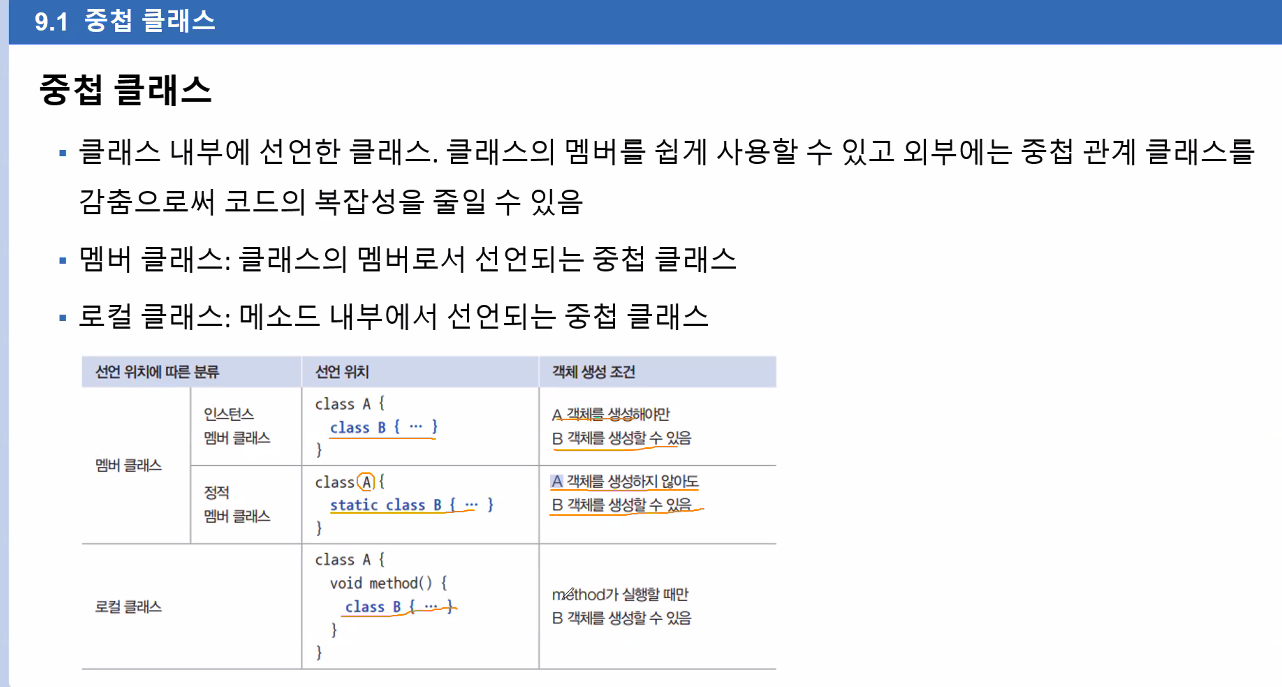 9.1 중첩 클래스
중첩 클래스
▪ 클래스 내부에 선언한 클래스. 클래스의 멤버를 쉽게 사용할 수 있고 외부에는 중첩 관계 클래스를
감춤으로써 코드의 복잡성을 줄일 수 있음
▪ 멤버 클래스: 클래스의 멤버로서 선언되는 중첩 클래스
▪ 로컬 클래스: 메소드 내부에서 선언되는 중첩 클래스
선언 위치에 따른 분류 선언 위치 객체 생성 조건
멤버 클래스
인스턴스
멤버 클래스
class A {
class B { ··· }
}
A 객체를 생성해야만
B 객체를 생성할 수 있음
정적
멤버 클래스
class A {
static class B { ··· }
}
A 객체를 생성하지 않아도
B 객체를 생성할 수 있음
로컬 클래스
class A {
void method() {
class B { ··· }
}
}
method가 실행할 때만
B 객체를 생성할 수 있음